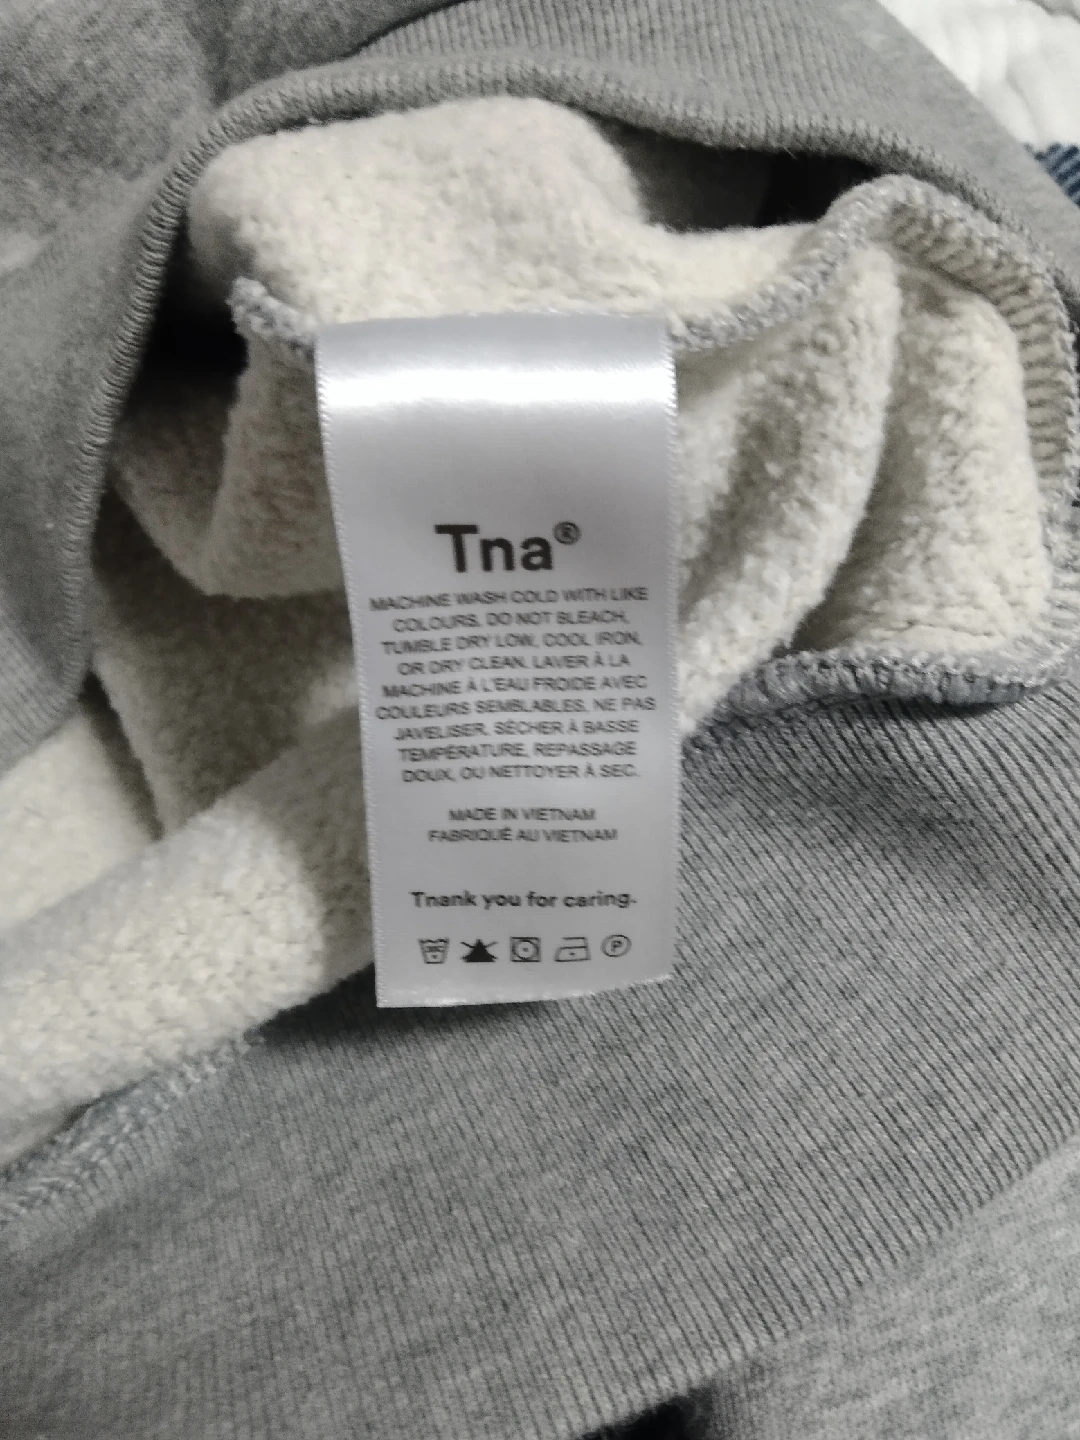 Tna®
MACHINE WASH COLD WITH LIKE
COLOURS, DO NOT BLEACH,
TUMBLE DRY LOW, COOL IRON,
OR DRY CLEAN. LAVER À LA
MACHINE À L'EAU FROIDE AVEC
COULEURS SEMBLABLES, NE PAS
JAVELISER, SÉCHER À BASSE
TEMPÉRATURE, REPASSAGE
DOUX, OU NETTOYER À SEC.
MADE IN VIETNAM
FABRIQUÉ AU VIETNAM
Tnank you for caring.
P